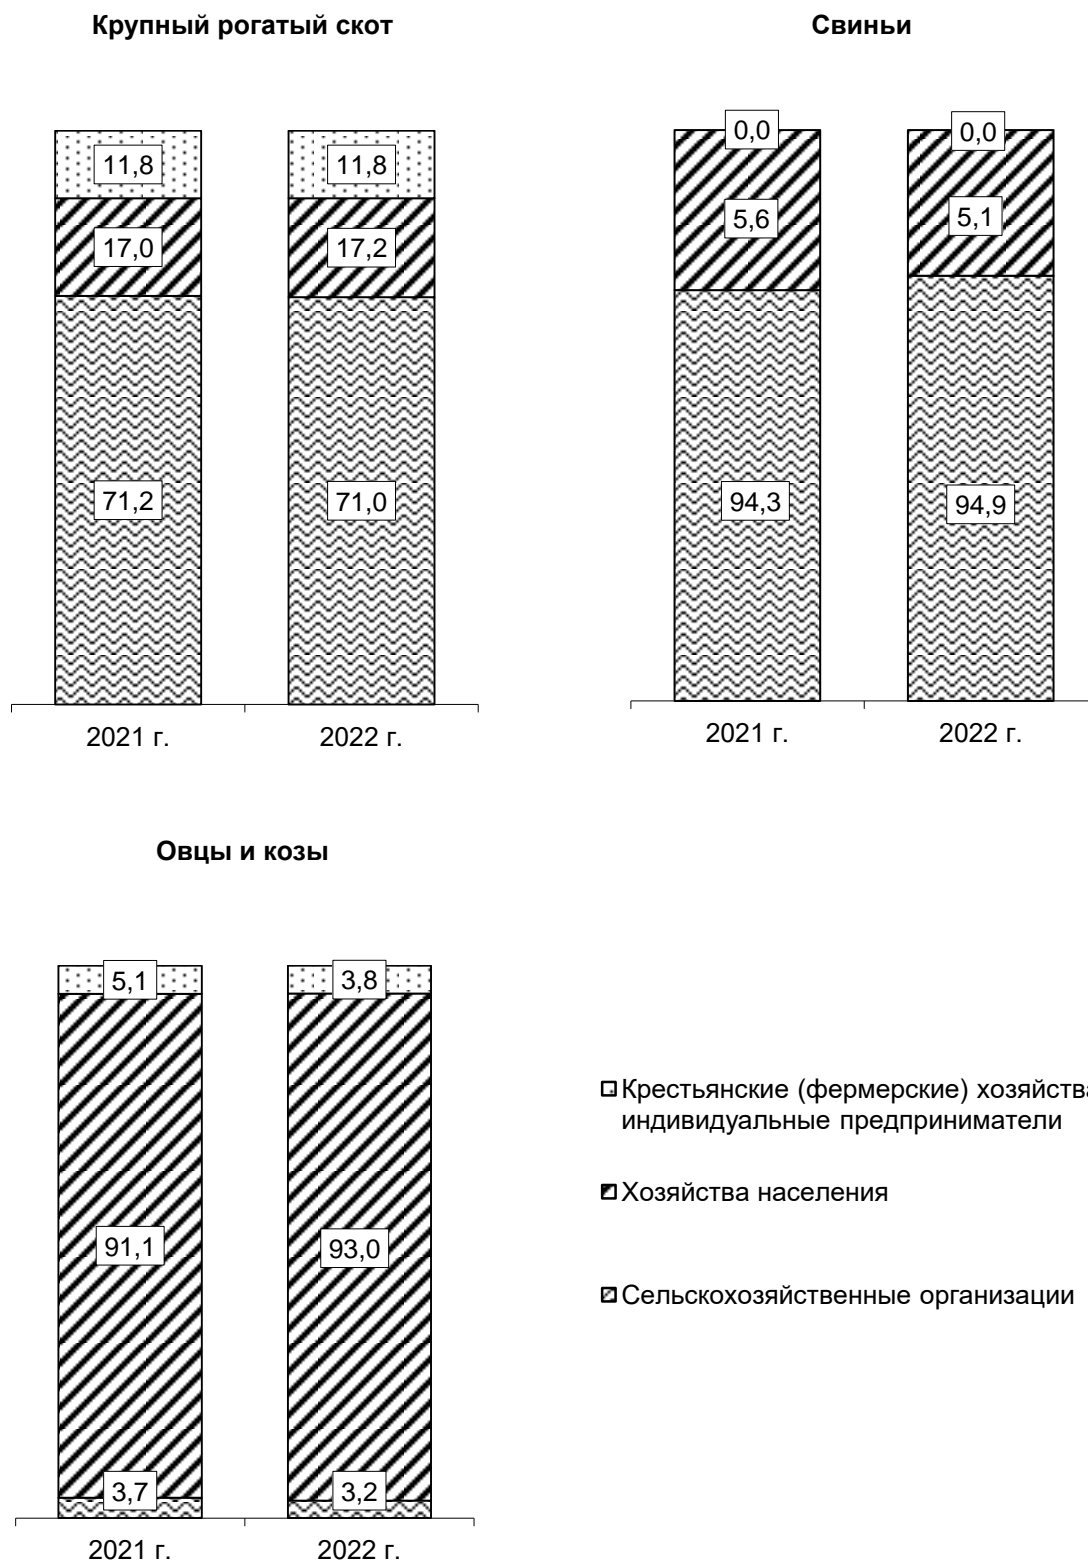 Крупный рогатый скот
11,8
11,8
17,0
17,2
71,2
71,0
2021 г.
2022 г.
Свиньи
0,0
0,0
5,6
5,1
94,3
94,9
2021 г.
2022 г.
Овцы и козы
5,1
3,8
91,1
93,0
3,7
3,2
2021 г.
2022 г.
Крестьянские (фермерские) хозяйства
индивидуальные предприниматели
Хозяйства населения
Сельскохозяйственные организации